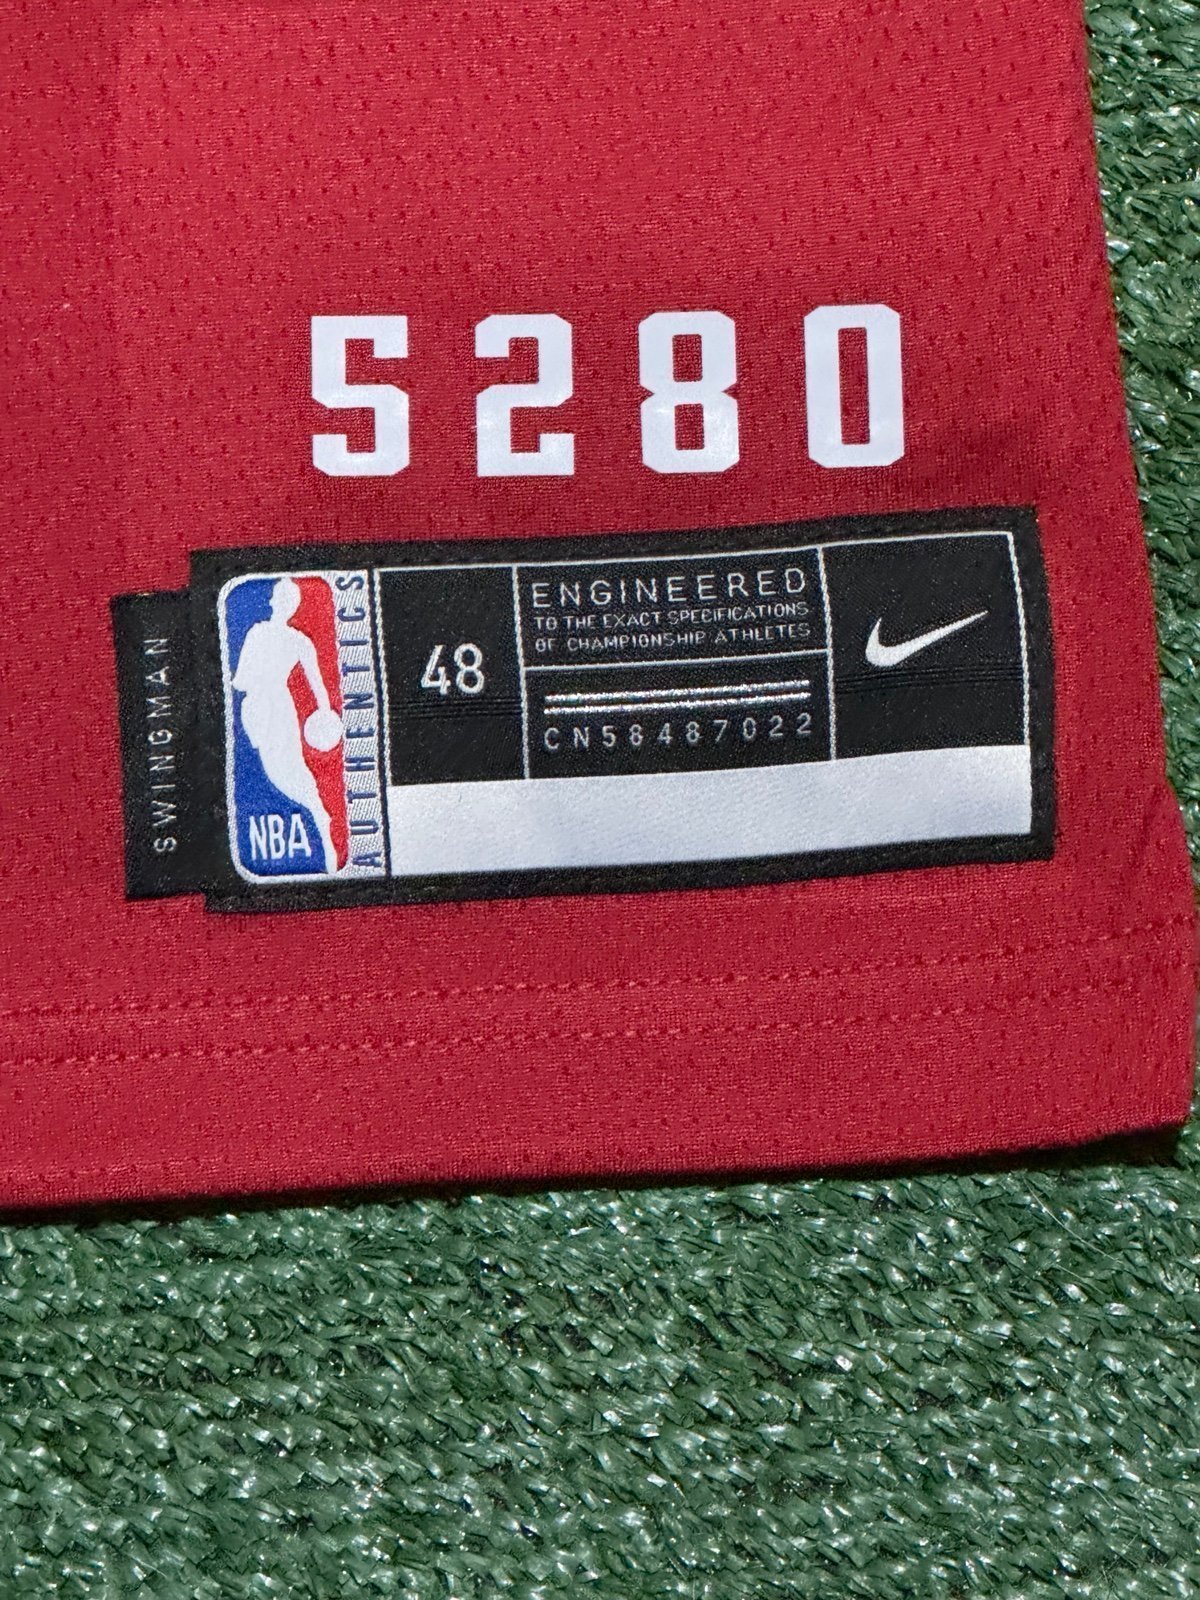 5280
SWINGMAN
NBA
AUTHENTICS
48
ENGINEERED
TO THE EXACT SPECIFICATIONS
OF CHAMPIONSHIP ATHLETES
CN58487022